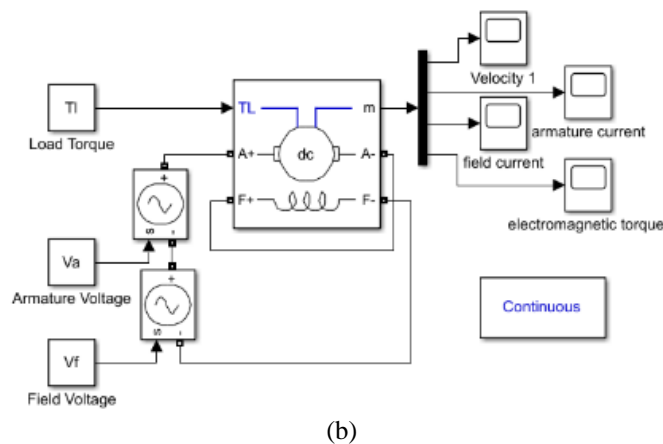 Velocity 1
Tl
Load Torque
TL
m
armature current
A+
dc
A-
field current
F+
F-
electromagnetic torque
+
s
-
Va
Armature Voltage
+
Continuous
s
-
Vf
Field Voltage
(b)